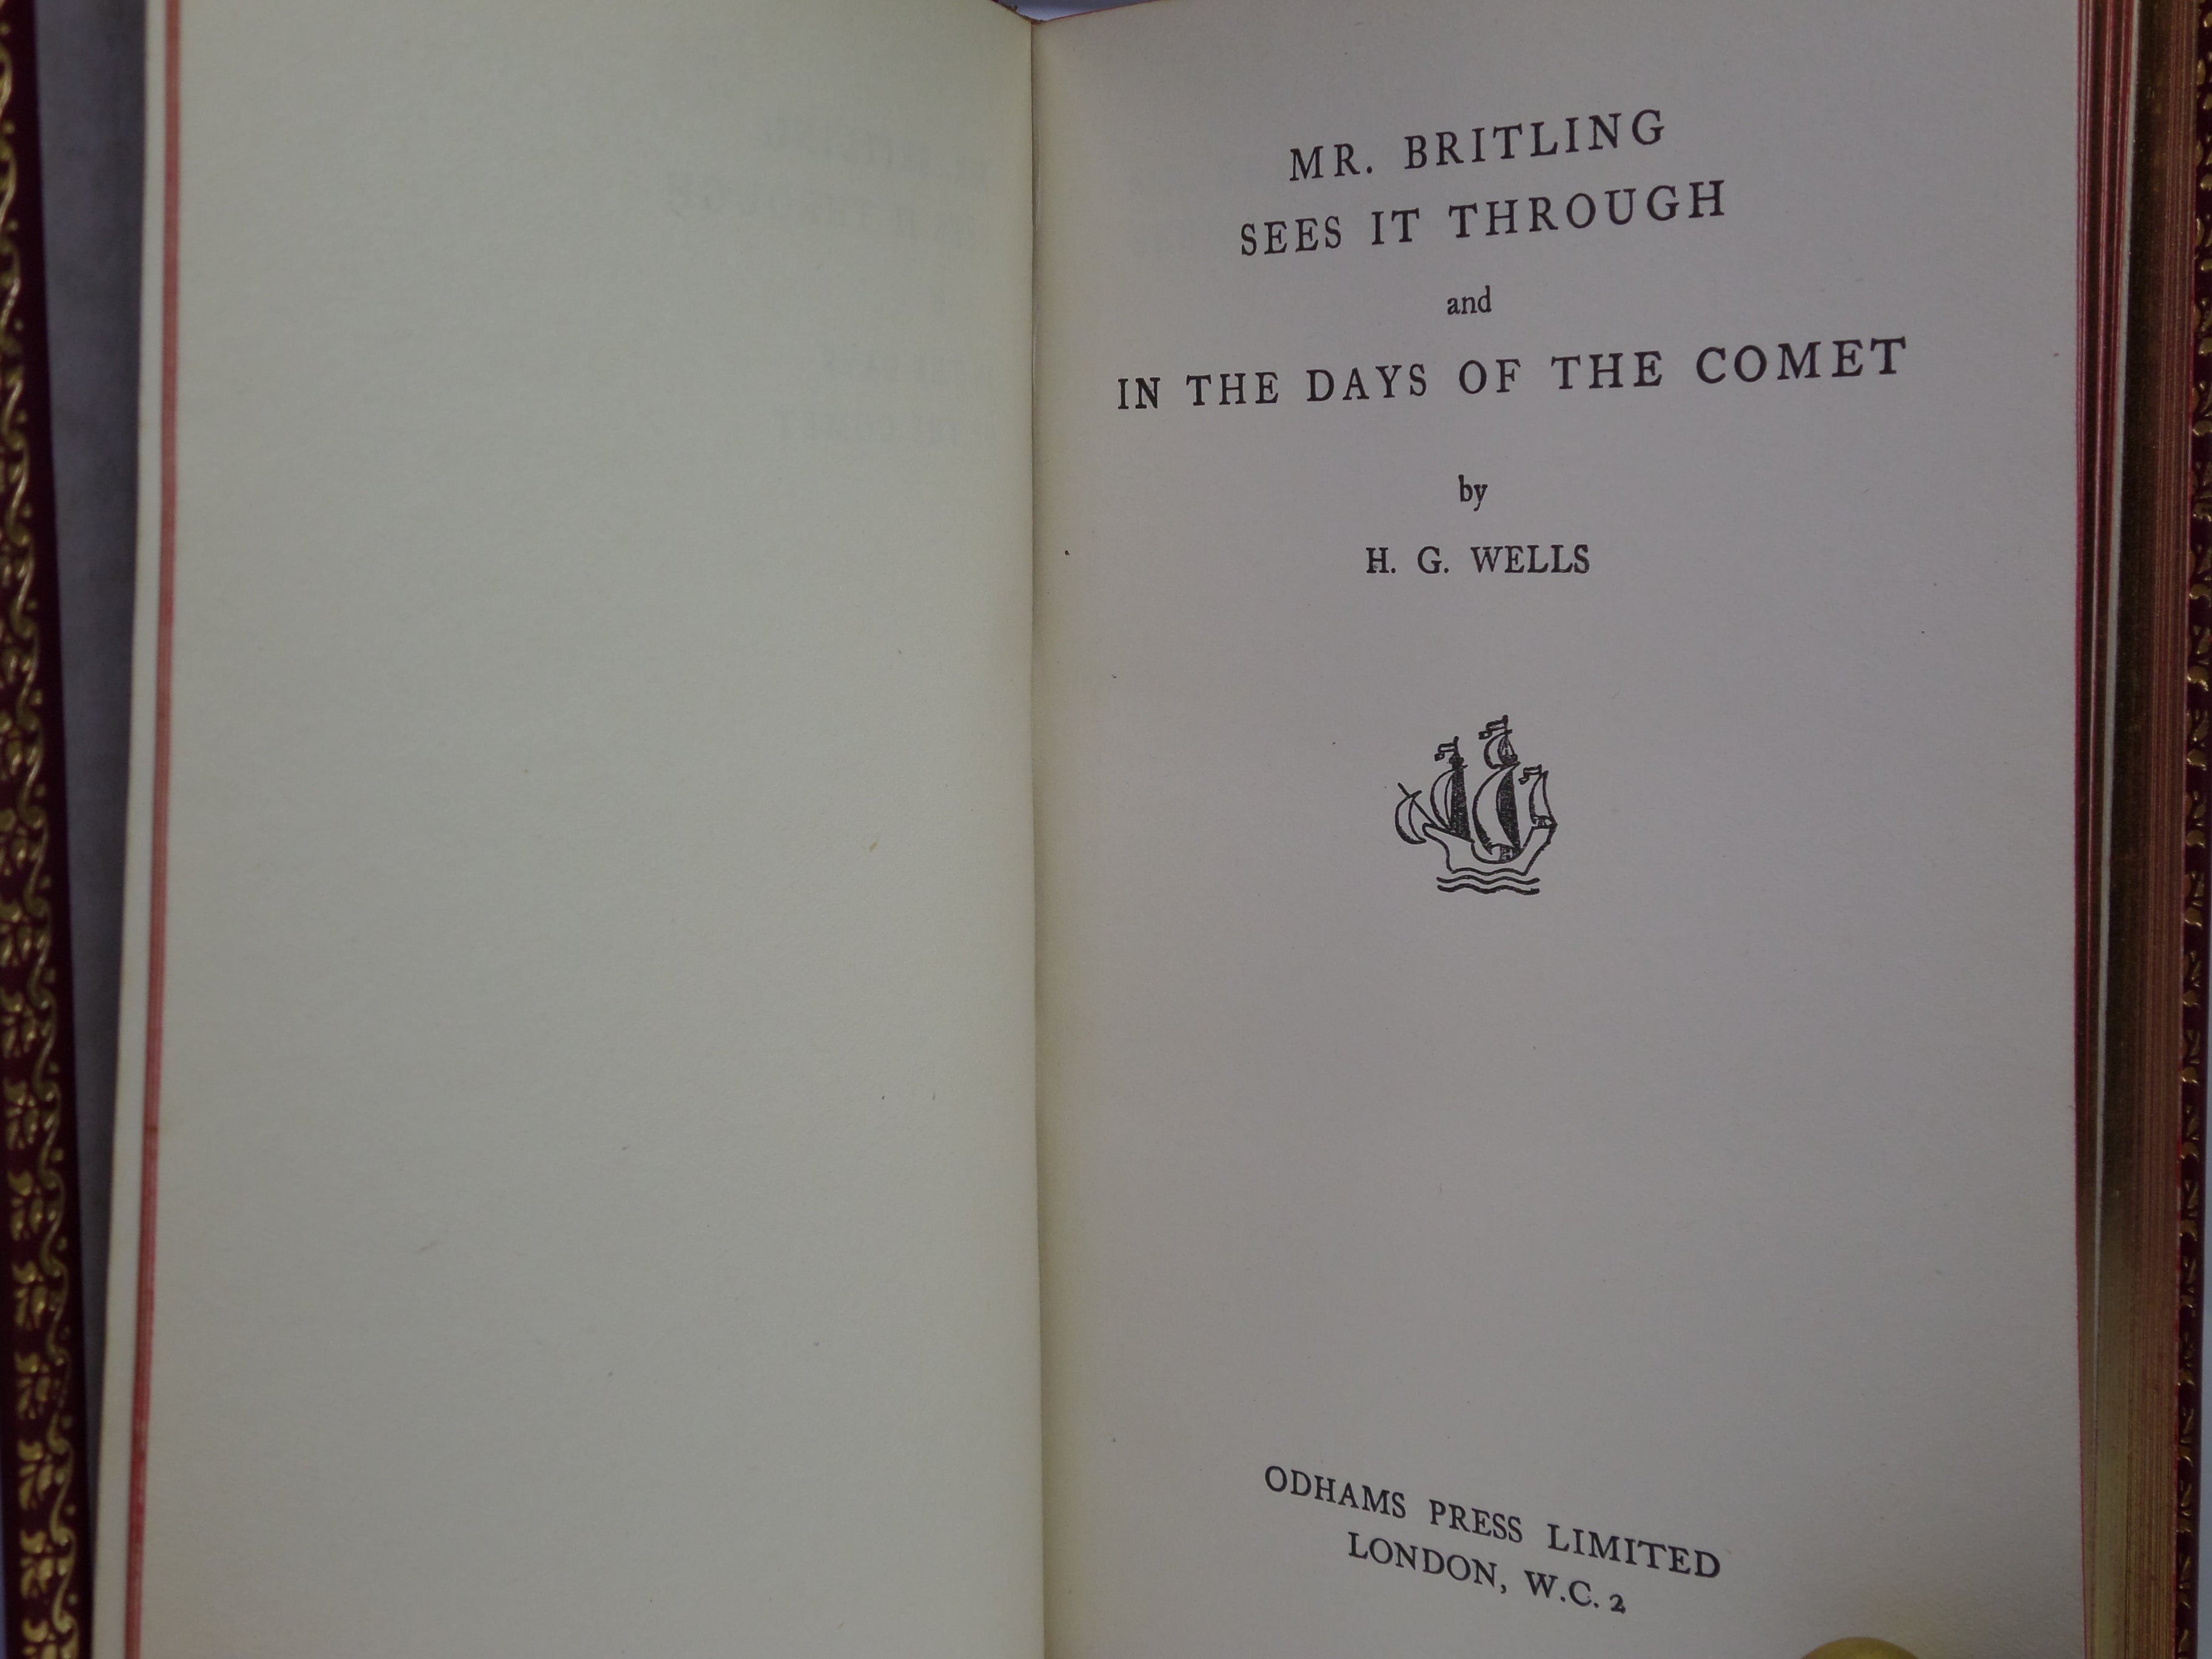 MR. BRITLING
SEES IT THROUGH
and
IN THE DAYS OF THE COMET
by
H. G. WELLS
ODHAMS PRESS LIMITED
LONDON, W.C. 2